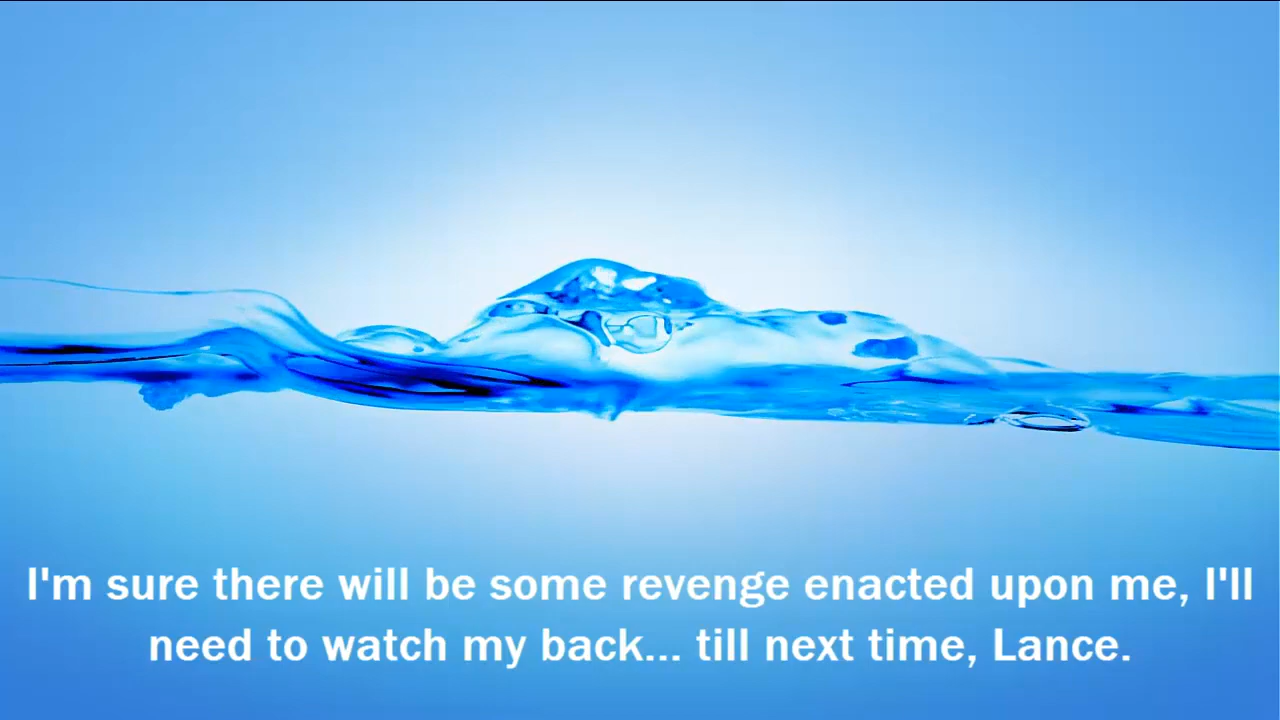 I'm sure there will be some revenge enacted upon me, I'll
need to watch my back... till next time, Lance.